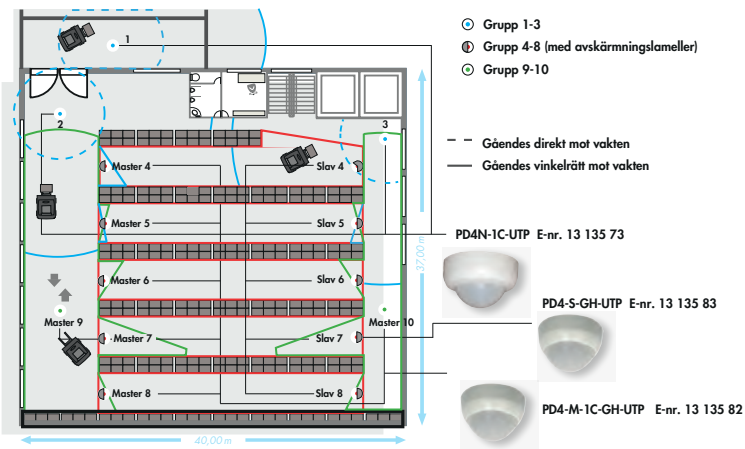 Grupp 1-3
Grupp 4-8 (med avskärmningslameller)
Grupp 9-10
Gåendes direkt mot vakten
Gåendes vinkelrätt mot vakten
PD4N-1C-UTP E-nr. 13 135 73
PD4-S-GH-UTP E-nr. 13 135 83
PD4-M-1C-GH-UTP E-nr. 13 135 82
1
2
3
Master 4
Slav 4
Master 5
Slav 5
Master 6
Slav 6
Master 9
Master 10
Master 7
Slav 7
Master 8
Slav 8
37,00 m
40,00 m